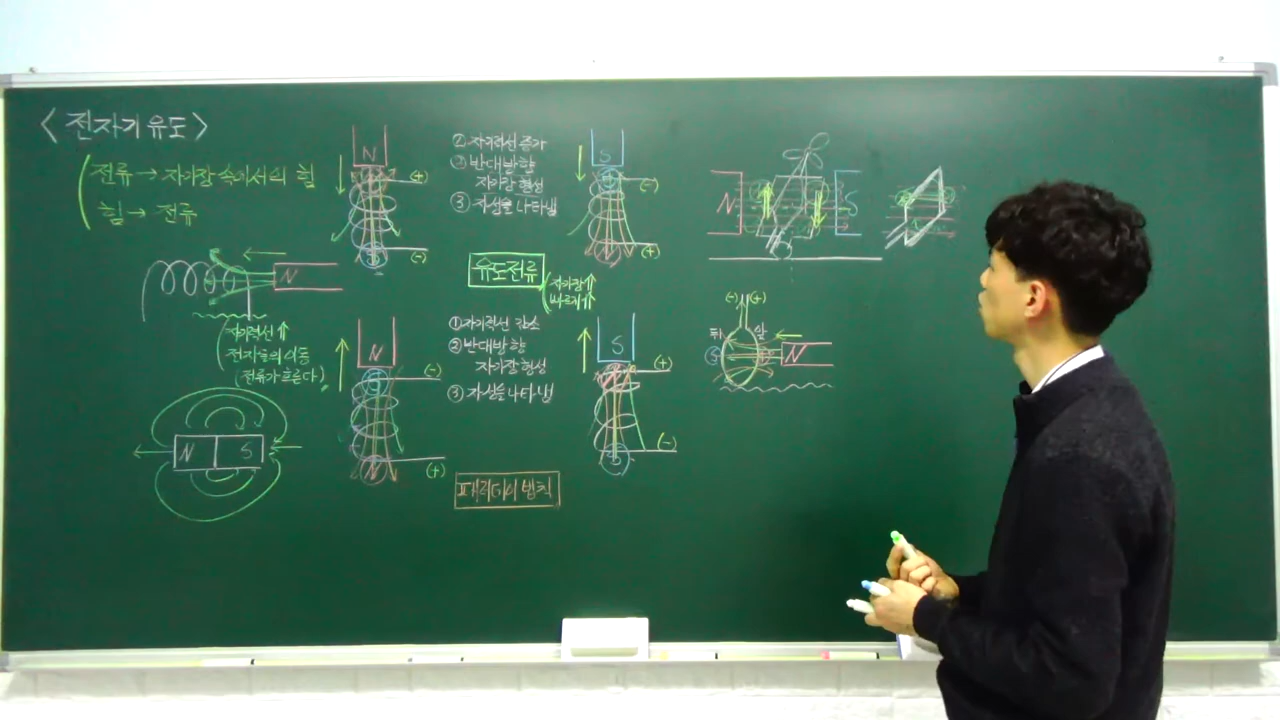 <전자기유도>
전류 → 자기장 속에서의 힘
힘 → 전류
N
자기력선⇑
전자들의 이동
(전류가 흐른다)
N S
N
(+)
(-)
② 자기력선 증가
② 반대방향
자기장 형성
③ 자성을 나타냄
S
S
(-)
N
(+)
유도전류
자기장⇑
빠르게⇑
N
S
(-)
N
(+)
①자기력선 감소
②반대방향
자기장 형성
③ 자성을 나타냄
S
N
(+)
S
(-)
패러데이 법칙
N
S
(-) (+)
뒤 앞
S
N